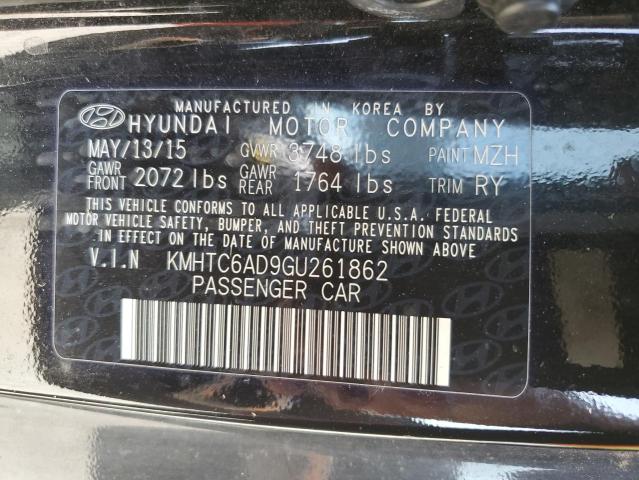 MANUFACTURED IN KOREA BY
HYUNDAI MOTOR COMPANY
MAY/13/15 GVWR 3748 lbs PAINT MZH
GAWR FRONT 2072 lbs GAWR REAR 1764 lbs TRIM RY
THIS VEHICLE CONFORMS TO ALL APPLICABLE U.S.A. FEDERAL
MOTOR VEHICLE SAFETY, BUMPER, AND THEFT PREVENTION
STANDARDS IN EFFECT ON THE DATE OF MANUFACTURE SHOWN ABOVE
V.I.N KMHTC6AD9GU261862
PASSENGER CAR